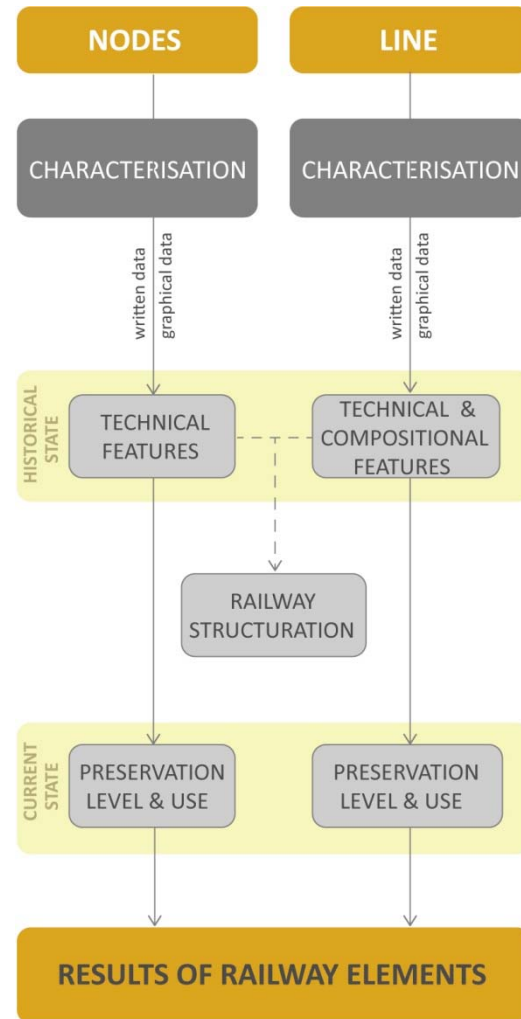 NODES
LINE
CHARACTERISATION
CHARACTERISATION
written data
graphical data
written data
graphical data
HISTORICAL
STATE
TECHNICAL
FEATURES
TECHNICAL &
COMPOSITIONAL
FEATURES
RAILWAY
STRUCTURATION
CURRENT
STATE
PRESERVATION
LEVEL & USE
PRESERVATION
LEVEL & USE
RESULTS OF RAILWAY ELEMENTS